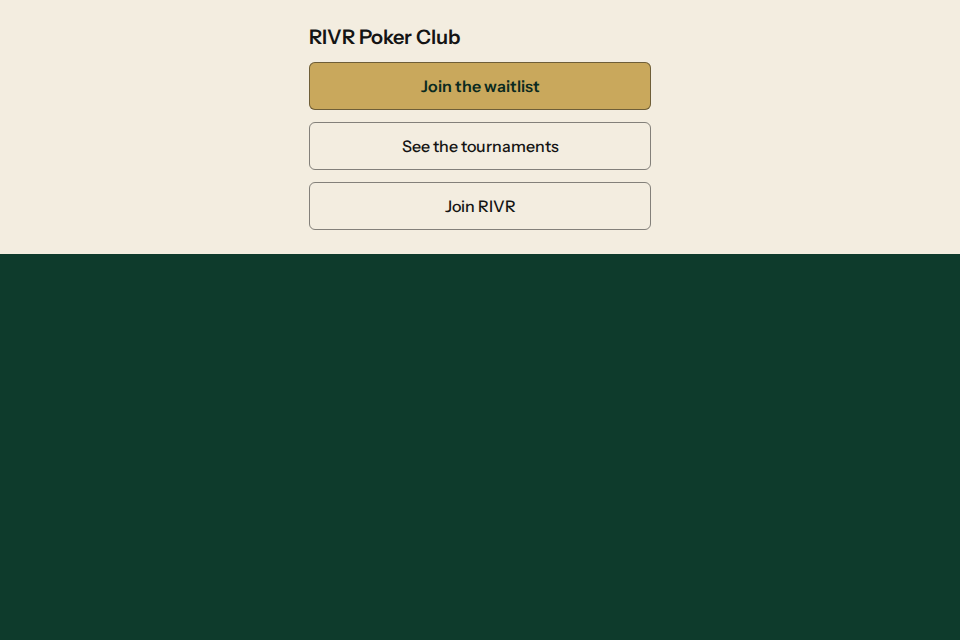 RIVR Poker Club
Join the waitlist
See the tournaments
Join RIVR